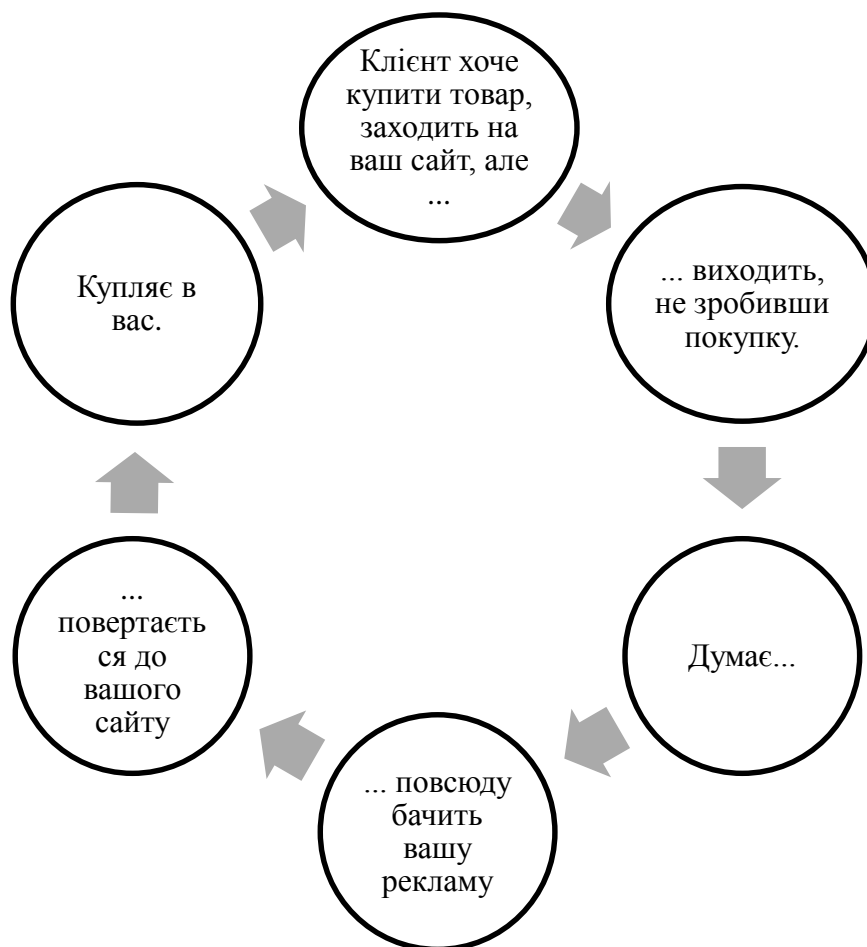 Клієнт хоче
купити товар,
заходить на
ваш сайт, але
...
... виходить,
не зробивши
покупку.
Думає...
... повсюду
бачить
вашу
рекламу
...
повертаєть
ся до
вашого
сайту
Купляє в
вас.